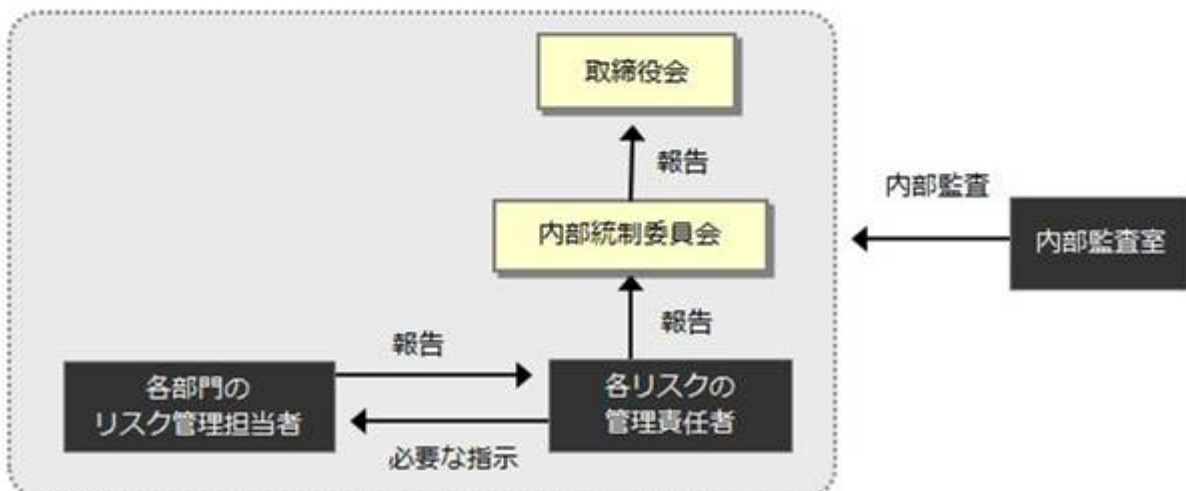 取締役会
報告
内部監査
内部統制委員会
内部監査室
報告
報告
各部門の
リスク管理担当者
各リスクの
管理責任者
必要な指示